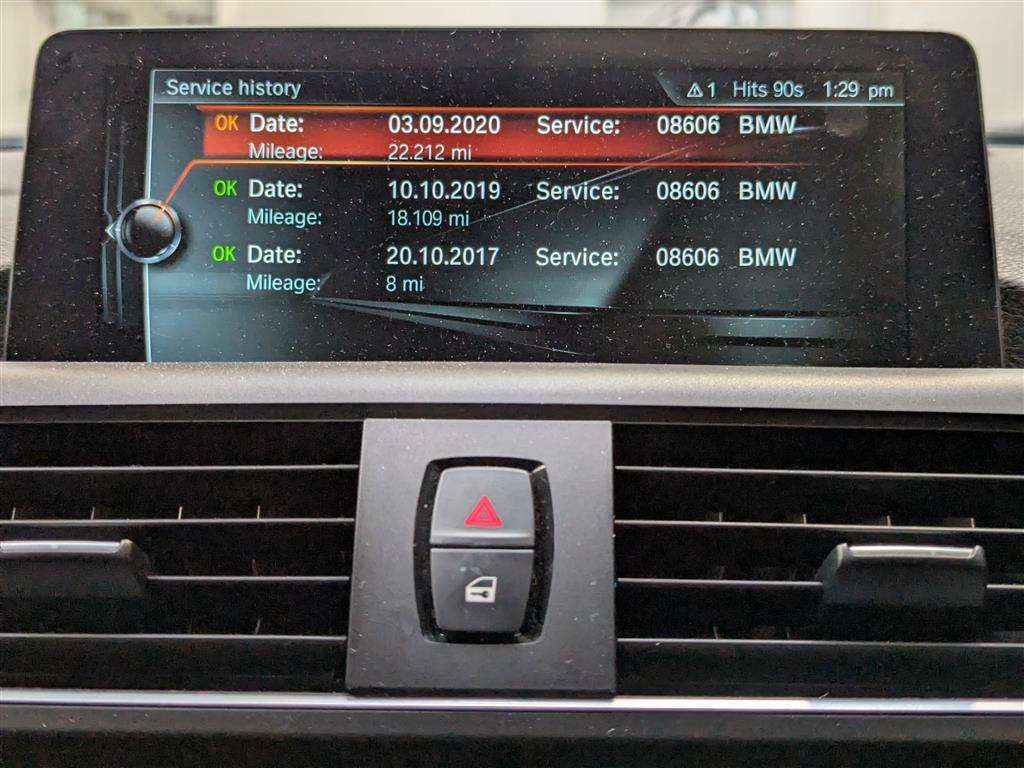 Service history ⚠1 Hits 90s 1:29 pm
OK Date: 03.09.2020 Service: 08606 BMW
Mileage: 22.212 mi
OK Date: 10.10.2019 Service: 08606 BMW
Mileage: 18.109 mi
OK Date: 20.10.2017 Service: 08606 BMW
Mileage: 8 mi